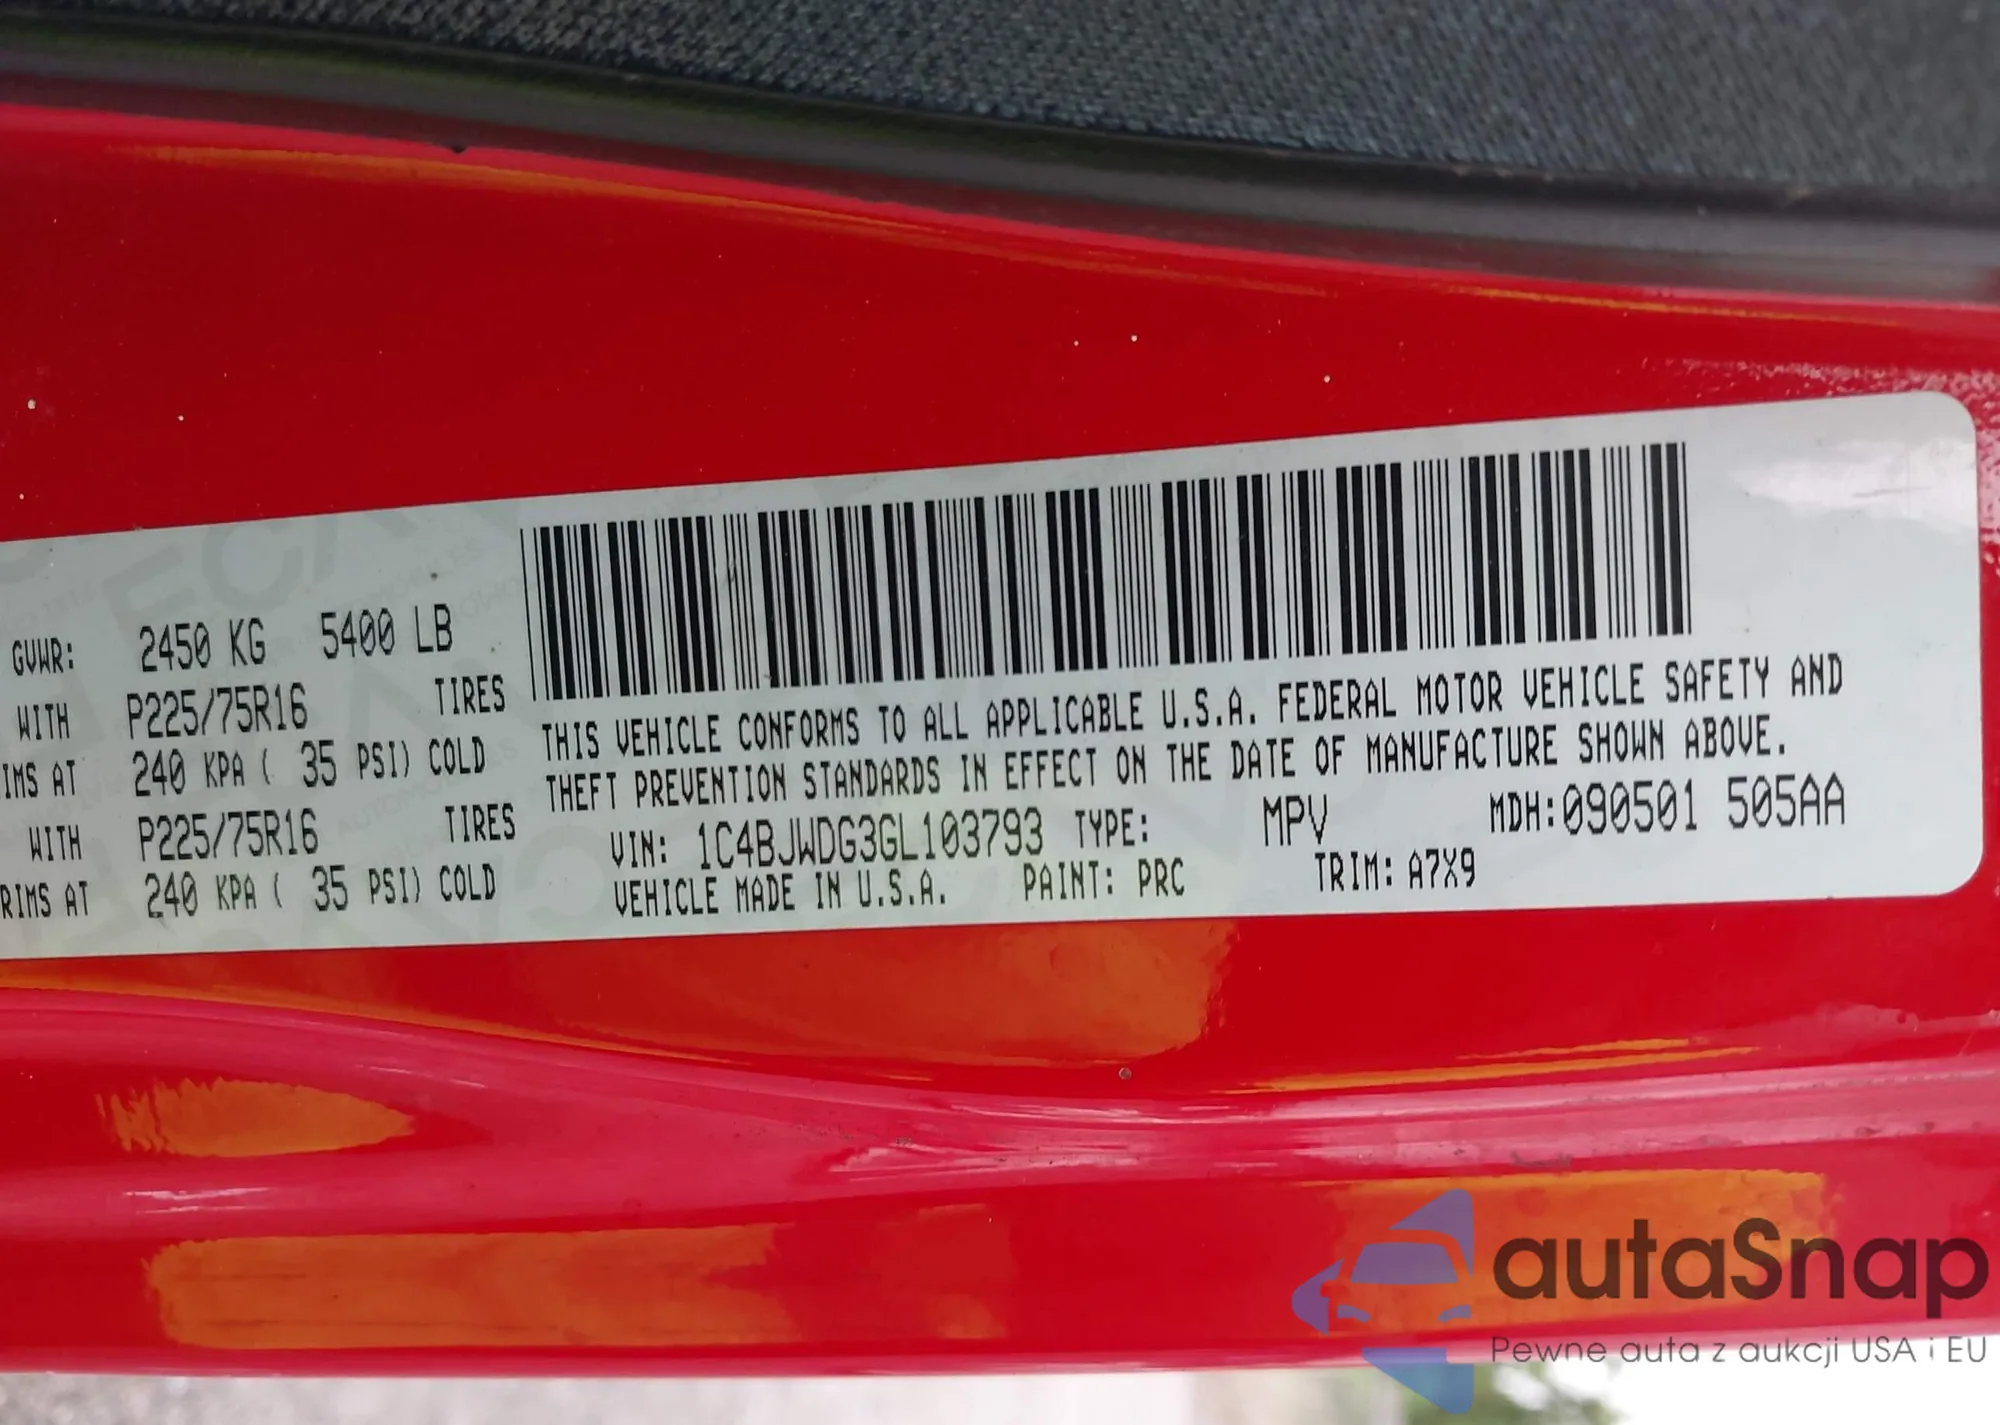 GVWR: 2450 KG 5400 LB
WITH P225/75R16 TIRES
IMS AT 240 KPA ( 35 PSI) COLD
WITH P225/75R16 TIRES
RIMS AT 240 KPA ( 35 PSI) COLD
THIS VEHICLE CONFORMS TO ALL APPLICABLE U.S.A. FEDERAL MOTOR VEHICLE SAFETY AND
THEFT PREVENTION STANDARDS IN EFFECT ON THE DATE OF MANUFACTURE SHOWN ABOVE.
VIN: 1C4BJWDG3GL103793 TYPE: MPV MDH:090501 505AA
VEHICLE MADE IN U.S.A. PAINT: PRC TRIM: A7X9
autaSnap
Pewne auta z aukcji USA i EU